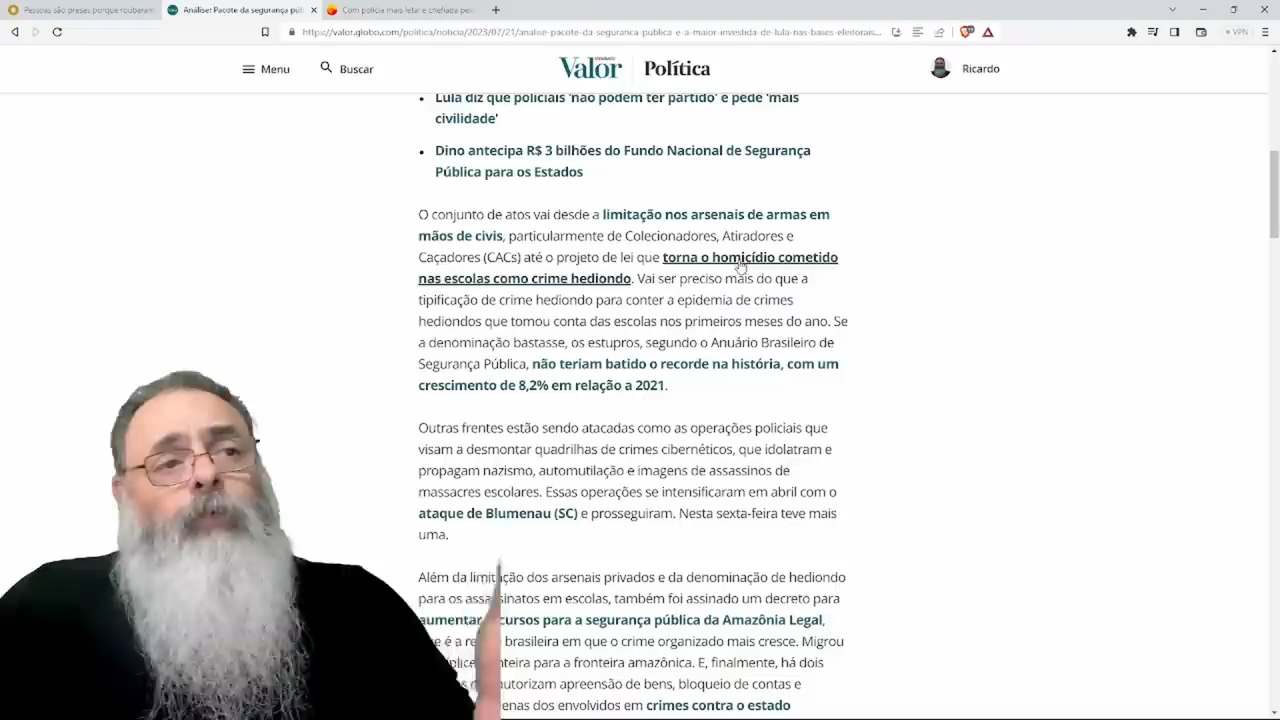 Pessoas são presas porque roubaram
Análise: Pacote da segurança púb
Com polícia mais letal e chefiada pel
https://valor.globo.com/politica/noticia/2023/07/21/analise-pacote-da-seguranca-publica-e-a-maior-investida-de-lula-nas-bases-eleitorais...
VPN
Menu
Buscar
Valor
Política
Ricardo
Lula diz que policiais 'não podem ter partido' e pede 'mais
civilidade'
Dino antecipa R$ 3 bilhões do Fundo Nacional de Segurança
Pública para os Estados
O conjunto de atos vai desde a limitação nos arsenais de armas em
mãos de civis, particularmente de Colecionadores, Atiradores e
Caçadores (CACs) até o projeto de lei que torna o homicídio cometido
nas escolas como crime hediondo. Vai ser preciso mais do que a
tipificação de crime hediondo para conter a epidemia de crimes
hediondos que tomou conta das escolas nos primeiros meses do ano. Se
a denominação bastasse, os estupros, segundo o Anuário Brasileiro de
Segurança Pública, não teriam batido o recorde na história, com um
crescimento de 8,2% em relação a 2021.
Outras frentes estão sendo atacadas como as operações policiais que
visam a desmontar quadrilhas de crimes cibernéticos, que idolatram e
propagam nazismo, automutilação e imagens de assassinos de
massacres escolares. Essas operações se intensificaram em abril com o
ataque de Blumenau (SC) e prosseguiram. Nesta sexta-feira teve mais
uma.
Além da limitação dos arsenais privados e da denominação de hediondo
para os assassinatos em escolas, também foi assinado um decreto para
aumentar recursos para a segurança pública da Amazônia Legal,
é a brasileira em que o crime organizado mais cresce. Migrou
fronteira para a fronteira amazônica. E, finalmente, há dois
autorizam apreensão de bens, bloqueio de contas e
penas dos envolvidos em crimes contra o estado